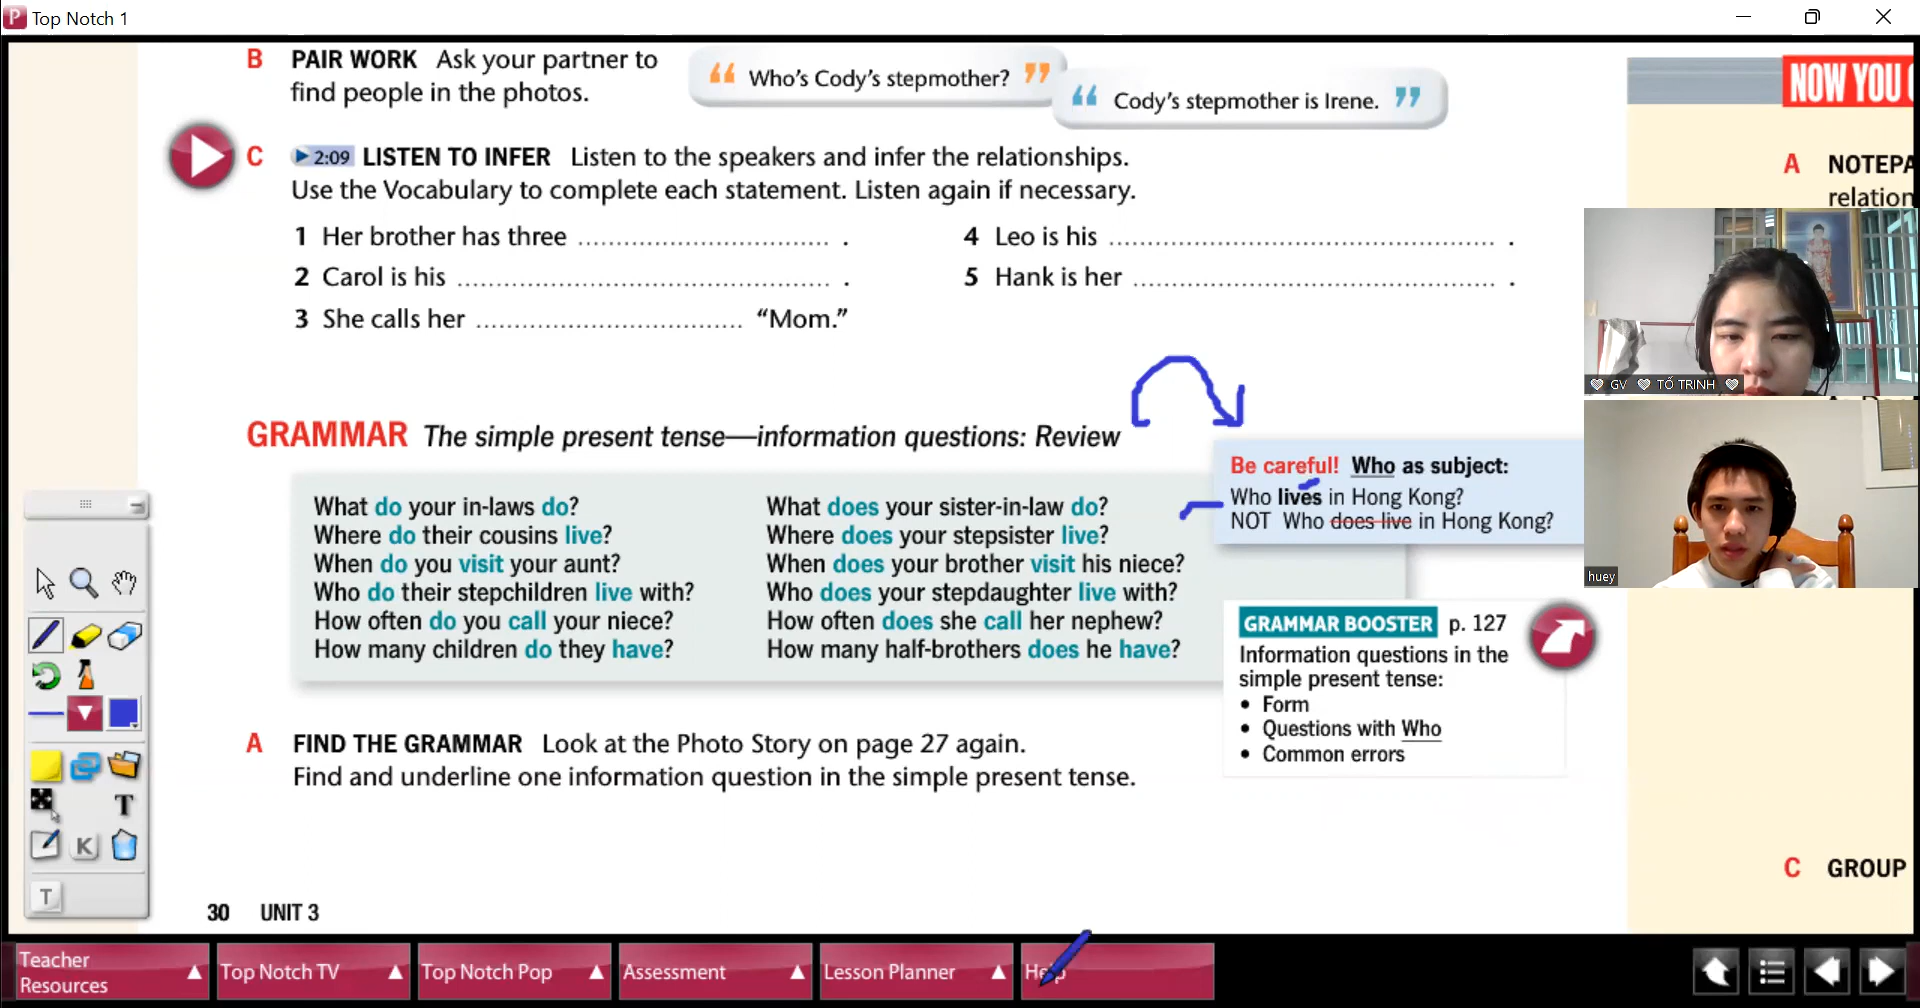 Top Notch 1
B PAIR WORK Ask your partner to
find people in the photos.
“ Who's Cody's stepmother? ”
“ Cody's stepmother is Irene. ”
C 2:09 LISTEN TO INFER Listen to the speakers and infer the relationships.
Use the Vocabulary to complete each statement. Listen again if necessary.
1 Her brother has three .
2 Carol is his .
3 She calls her “Mom.”
4 Leo is his .
5 Hank is her .
GRAMMAR The simple present tense—information questions: Review
What do your in-laws do?
Where do their cousins live?
When do you visit your aunt?
Who do their stepchildren live with?
How often do you call your niece?
How many children do they have?
What does your sister-in-law do?
Where does your stepsister live?
When does your brother visit his niece?
Who does your stepdaughter live with?
How often does she call her nephew?
How many half-brothers does he have?
Be careful! Who as subject:
Who lives in Hong Kong?
NOT Who does live in Hong Kong?
GRAMMAR BOOSTER p. 127
Information questions in the
simple present tense:
• Form
• Questions with Who
• Common errors
A FIND THE GRAMMAR Look at the Photo Story on page 27 again.
Find and underline one information question in the simple present tense.
30 UNIT 3
NOW YOU
A NOTEPA
relation
GV TỐ TRINH
huey
C GROUP
T
K
T
Teacher
Resources
Top Notch TV
Top Notch Pop
Assessment
Lesson Planner
Help